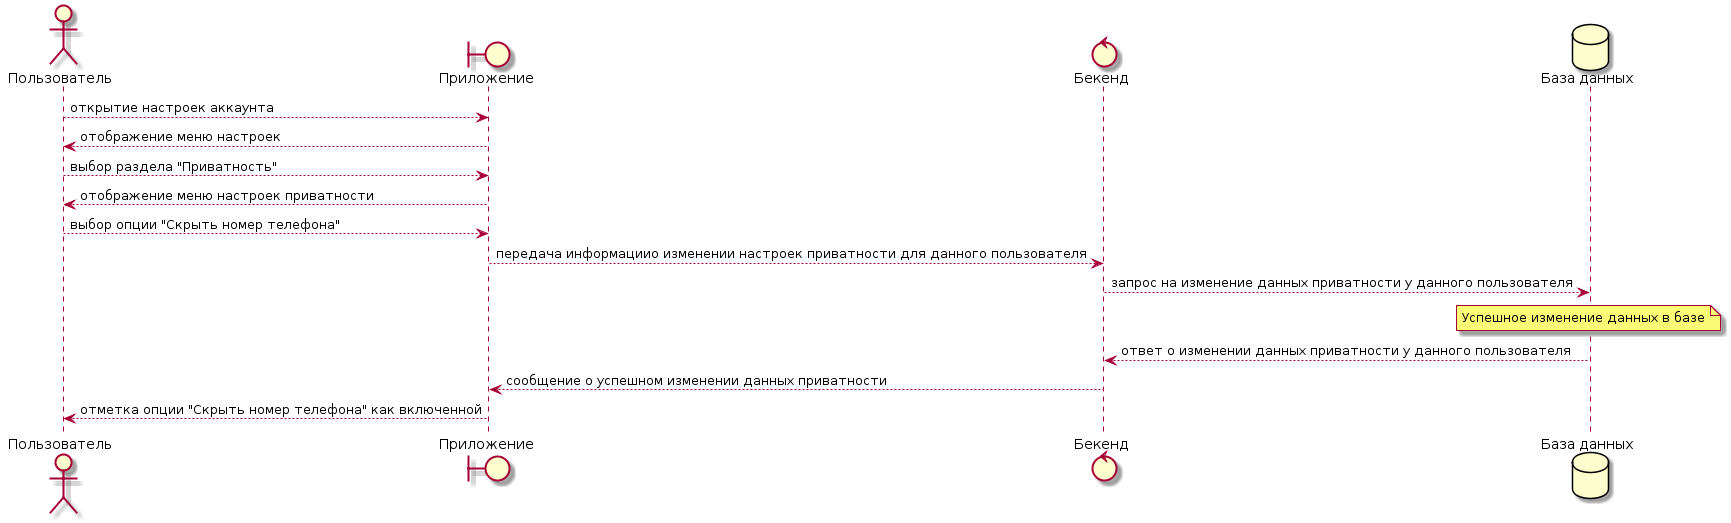 Пользователь
Приложение
Бекенд
База данных
открытие настроек аккаунта
отображение меню настроек
выбор раздела "Приватность"
отображение меню настроек приватности
выбор опции "Скрыть номер телефона"
передача информациио изменении настроек приватности для данного пользователя
запрос на изменение данных приватности у данного пользователя
Успешное изменение данных в базе
ответ о изменении данных приватности у данного пользователя
сообщение о успешном изменении данных приватности
отметка опции "Скрыть номер телефона" как включенной
Пользователь
Приложение
Бекенд
База данных